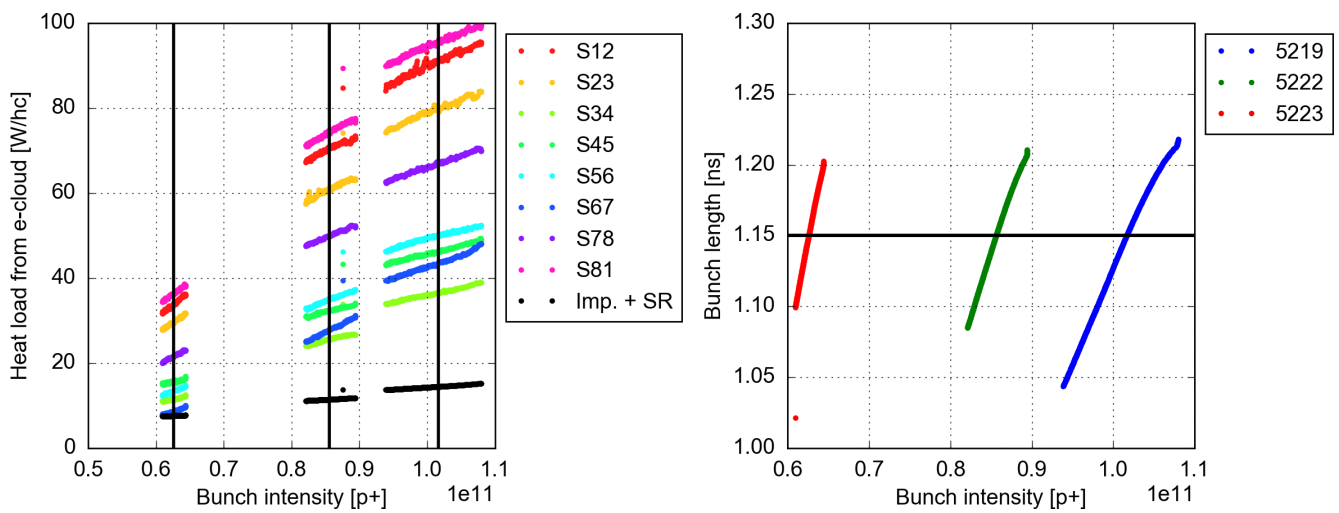 Heat load from e-cloud [W/hc]
100
80
60
40
20
0
0.5
0.6
0.7
0.8
0.9
1.0
1.1
1e11
Bunch intensity [p+]
S12
S23
S34
S45
S56
S67
S78
S81
Imp. + SR
Bunch length [ns]
1.30
1.25
1.20
1.15
1.10
1.05
1.00
0.6
0.7
0.8
0.9
1.0
1.1
1e11
Bunch intensity [p+]
5219
5222
5223